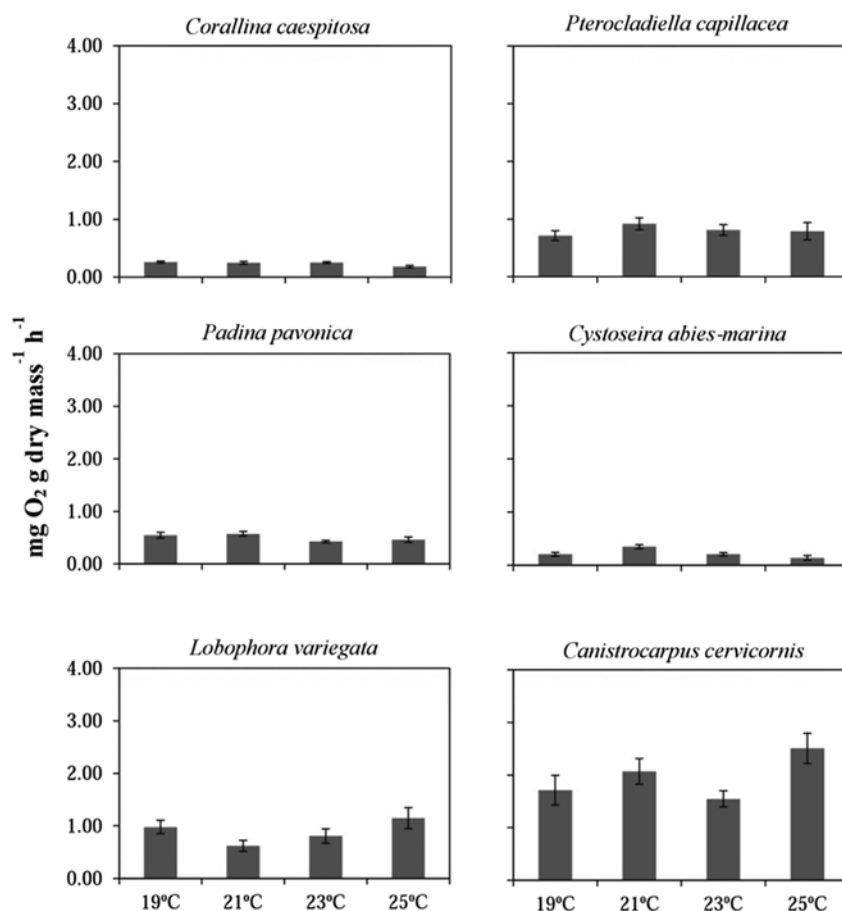 Corallina caespitosa
Pterocladiella capillacea
4.00
3.00
2.00
1.00
0.00
Padina pavonica
Cystoseira abies-marina
4.00
3.00
2.00
1.00
0.00
mg O₂ g dry mass⁻¹ h⁻¹
Lobophora variegata
Canistrocarpus cervicornis
4.00
3.00
2.00
1.00
0.00
19ºC 21ºC 23ºC 25ºC
19ºC 21ºC 23ºC 25ºC